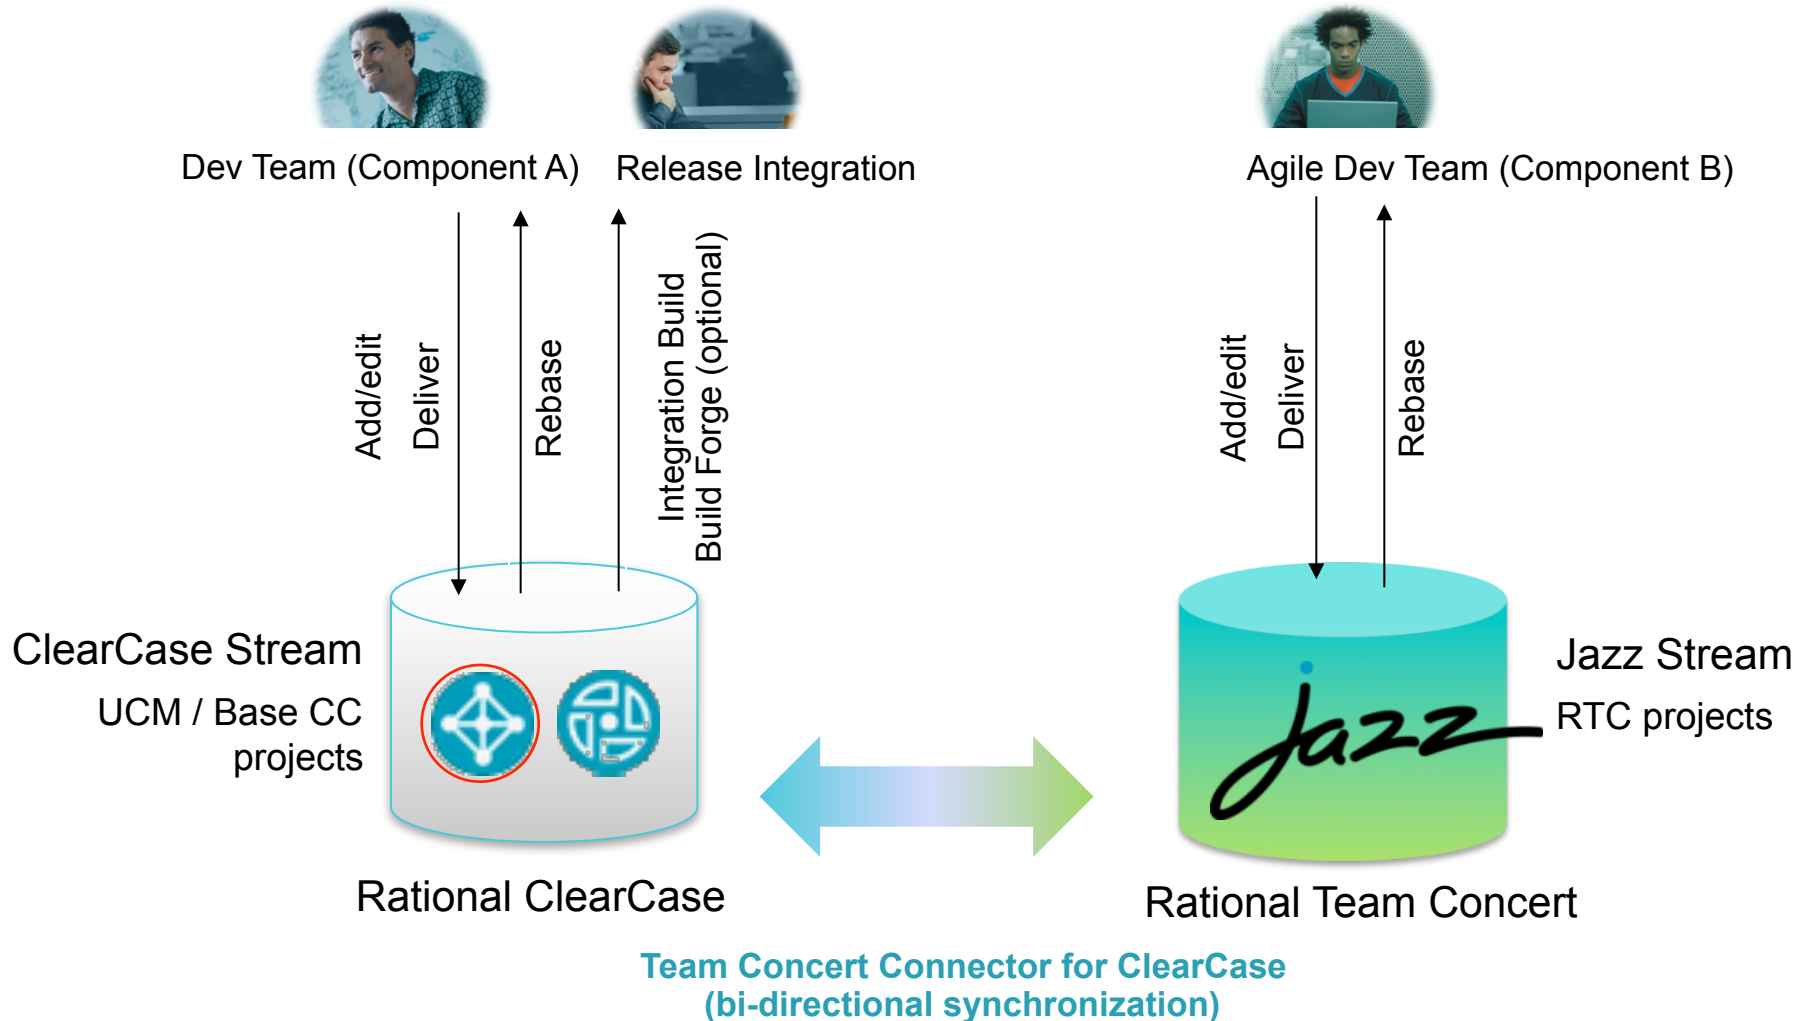 Dev Team (Component A)
Release Integration
Agile Dev Team (Component B)
Add/edit
Deliver
Rebase
Integration Build
Build Forge (optional)
Add/edit
Deliver
Rebase
ClearCase Stream
UCM / Base CC
projects
jazz
Jazz Stream
RTC projects
Rational ClearCase
Rational Team Concert
Team Concert Connector for ClearCase
(bi-directional synchronization)